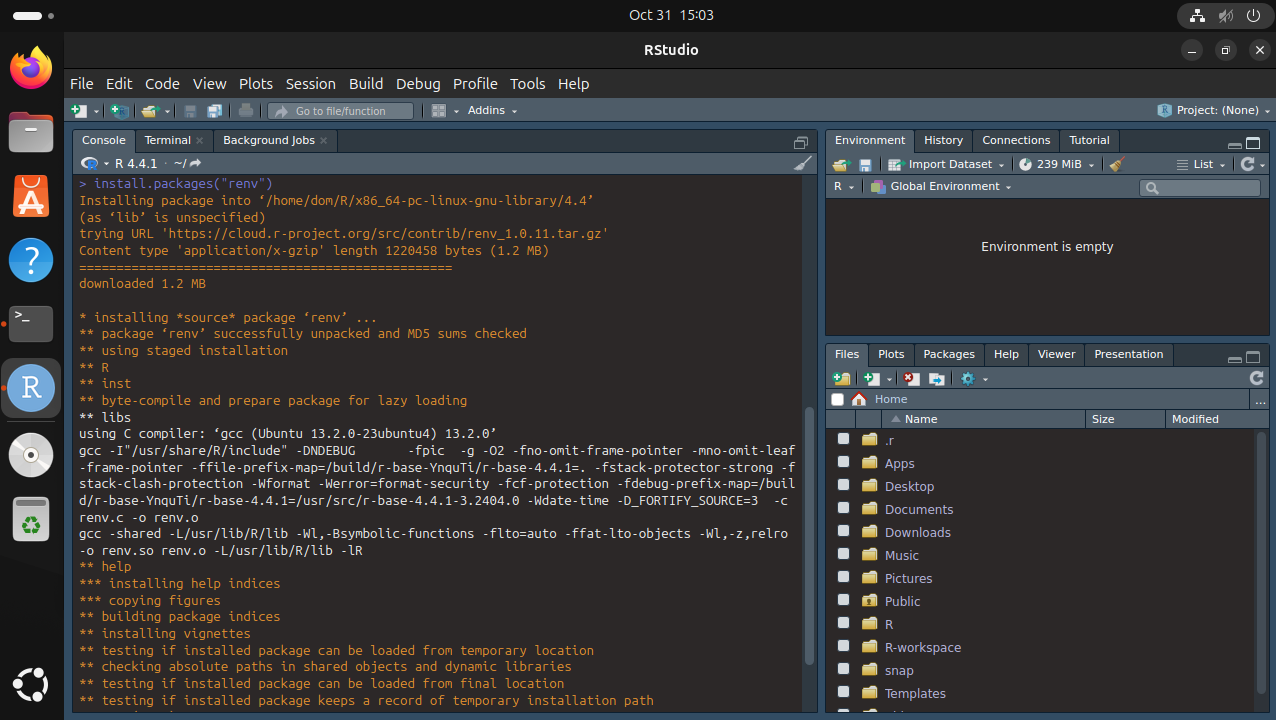 Oct 31 15:03
RStudio
File Edit Code View Plots Session Build Debug Profile Tools Help
Go to file/function
Addins
Project: (None)
Console Terminal Background Jobs
R 4.4.1 · ~/
> install.packages("renv")
Installing package into ‘/home/dom/R/x86_64-pc-linux-gnu-library/4.4’
(as ‘lib’ is unspecified)
trying URL 'https://cloud.r-project.org/src/contrib/renv_1.0.11.tar.gz'
Content type 'application/x-gzip' length 1220458 bytes (1.2 MB)
==================================================
downloaded 1.2 MB
* installing *source* package ‘renv’ ...
** package ‘renv’ successfully unpacked and MD5 sums checked
** using staged installation
** R
** inst
** byte-compile and prepare package for lazy loading
** libs
using C compiler: ‘gcc (Ubuntu 13.2.0-23ubuntu4) 13.2.0’
gcc -I"/usr/share/R/include" -DNDEBUG -fpic -g -O2 -fno-omit-frame-pointer -mno-omit-leaf
-frame-pointer -ffile-prefix-map=/build/r-base-YnquTi/r-base-4.4.1=. -fstack-protector-strong -f
stack-clash-protection -Wformat -Werror=format-security -fcf-protection -fdebug-prefix-map=/buil
d/r-base-YnquTi/r-base-4.4.1=/usr/src/r-base-4.4.1-3.2404.0 -Wdate-time -D_FORTIFY_SOURCE=3 -c
renv.c -o renv.o
gcc -shared -L/usr/lib/R/lib -Wl,-Bsymbolic-functions -flto=auto -ffat-lto-objects -Wl,-z,relro
-o renv.so renv.o -L/usr/lib/R/lib -lR
** help
*** installing help indices
*** copying figures
** building package indices
** installing vignettes
** testing if installed package can be loaded from temporary location
** checking absolute paths in shared objects and dynamic libraries
** testing if installed package can be loaded from final location
** testing if installed package keeps a record of temporary installation path
Environment History Connections Tutorial
Import Dataset 239 MiB List
R Global Environment
Environment is empty
Files Plots Packages Help Viewer Presentation
Home ...
Name Size Modified
.r
Apps
Desktop
Documents
Downloads
Music
Pictures
Public
R
R-workspace
snap
Templates